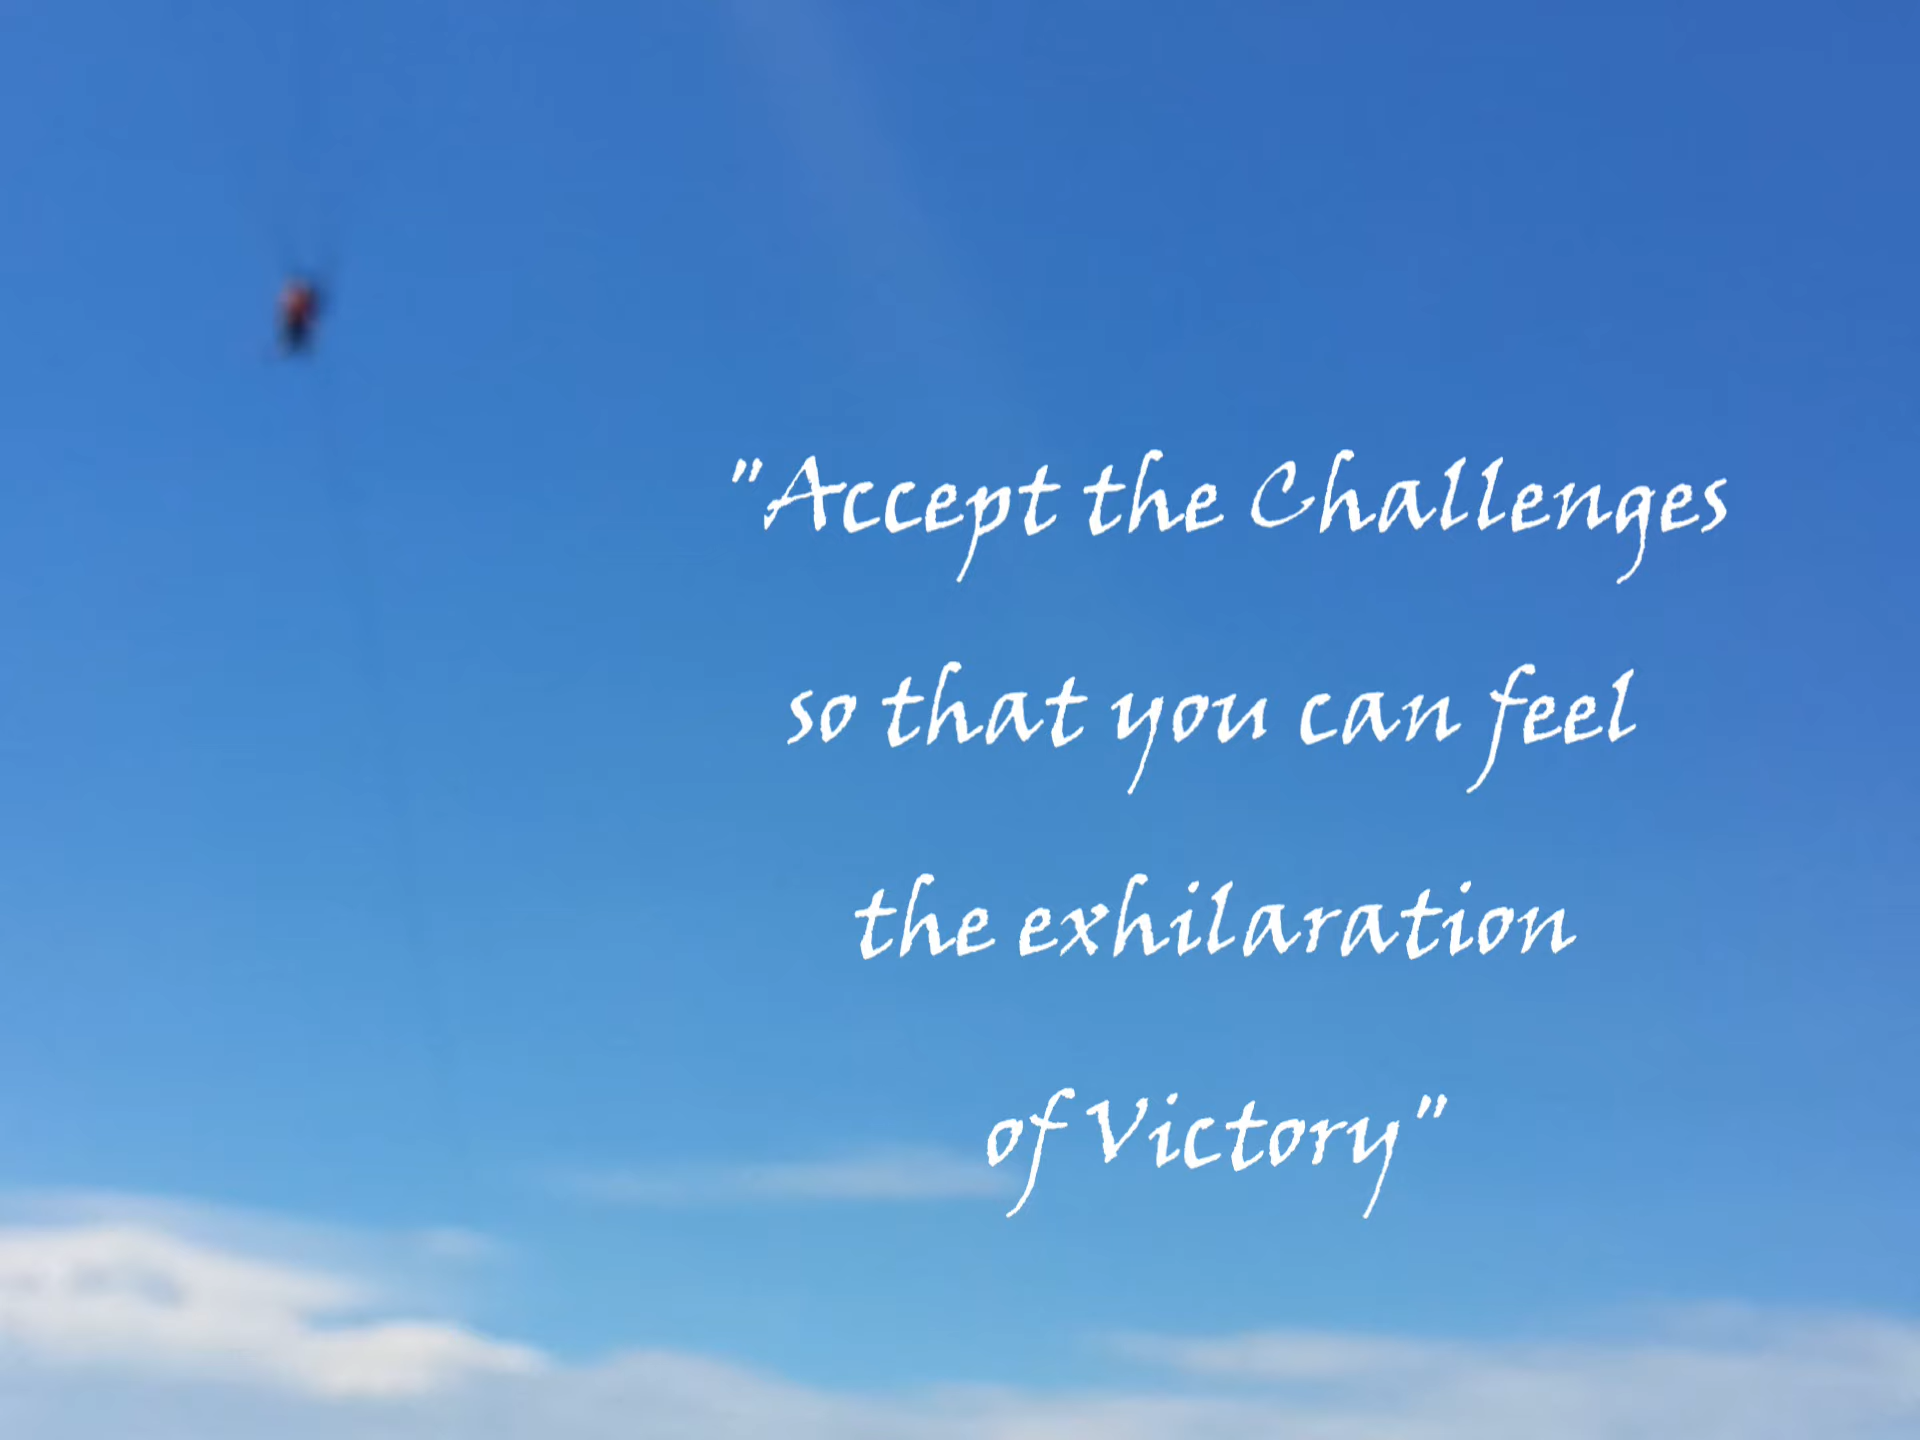 "Accept the Challenges
so that you can feel
the exhilaration
of Victory"